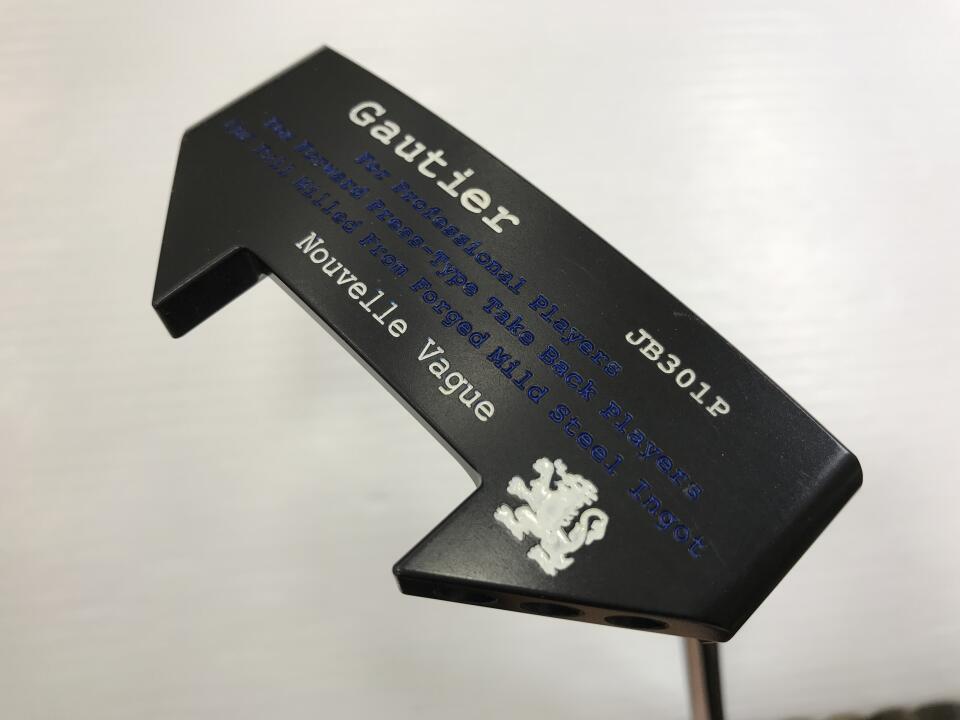 Gautier
For Professional Players
The Forward Press-Type Take Back Players
JB301P
Full Milled From Forged Mild Steel Ingot
Nouvelle Vague